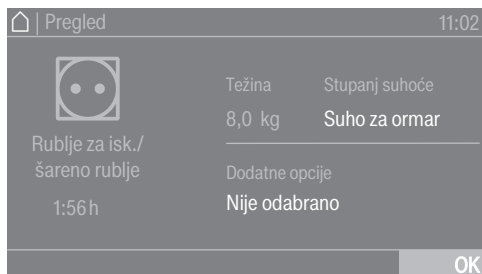 Pregled
11:02
Rublje za isk./
šareno rublje
1:56 h
Težina
8,0 kg
Stupanj suhoće
Suho za ormar
Dodatne opcije
Nije odabrano
OK